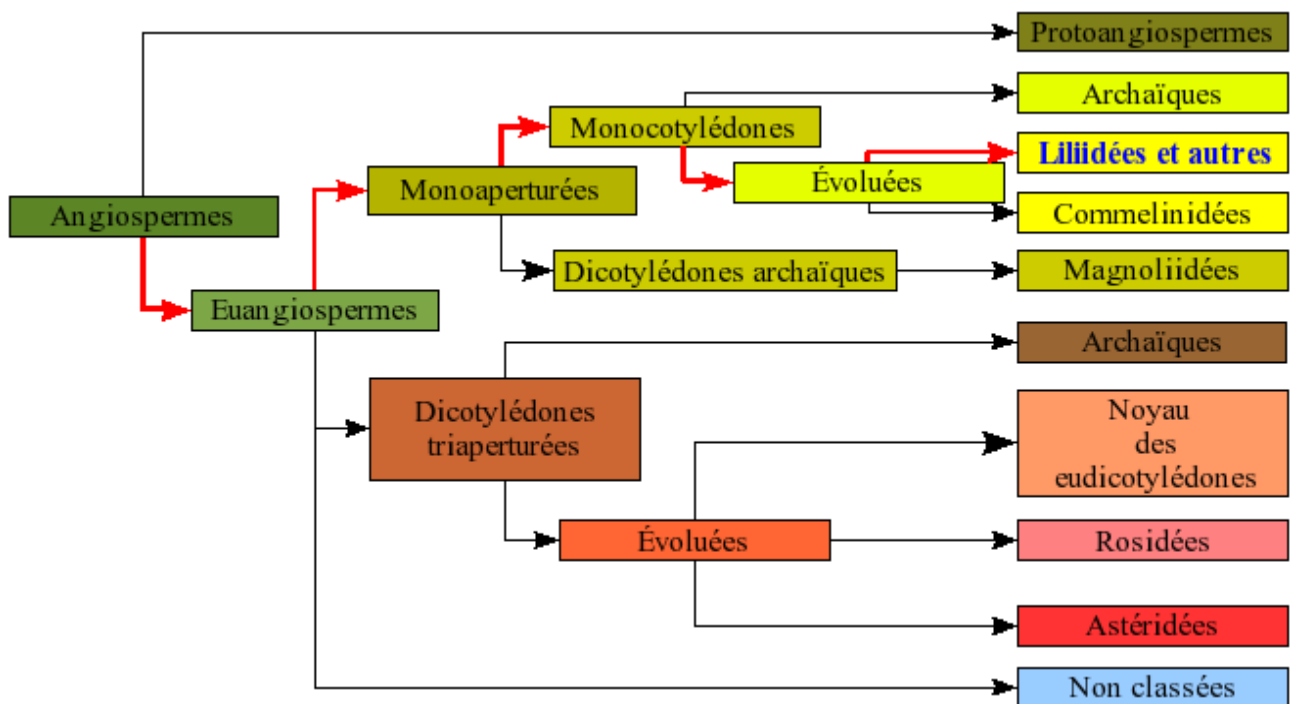 Protoangiospermes
Archaïques
Monocotylédones
Liliidées et autres
Évoluées
Monoaperturées
Angiospermes
Commelinidées
Dicotylédones archaïques
Magnoliidées
Euangiospermes
Archaïques
Dicotylédones
triaperturées
Noyau
des
eudicotylédones
Évoluées
Rosidées
Astéridées
Non classées